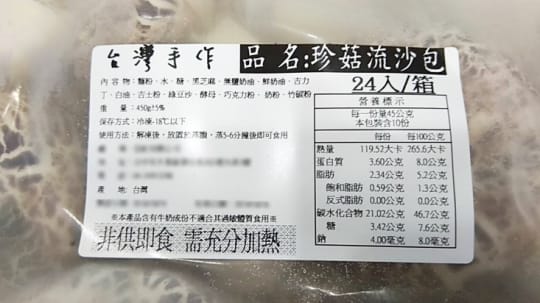 台灣手作 品名:珍菇流沙包
內容物:麵粉、水、糖、黑芝麻、無鹽奶油、鮮奶油、吉力
丁、白油、吉士粉、綠豆沙、酵母、巧克力粉、奶粉、竹碳粉
重量:450g±5%
保存方式:冷凍-18℃以下
使用方法:解凍後,放置於蒸籠,蒸5-6分鐘後即可食用
產地:台灣
※本產品含有牛奶成份不適合其過敏體質食用※
非供即食 需充分加熱
24入/箱
營養標示
每一份量45公克
本包裝含10份
每份 每100公克
熱量 119.52大卡 265.6大卡
蛋白質 3.60公克 8.0公克
脂肪 2.34公克 5.2公克
飽和脂肪 0.59公克 1.3公克
反式脂肪 0.00公克 0.0公克
碳水化合物 21.02公克 46.7公克
糖 3.42公克 7.6公克
鈉 4.00毫克 8.0毫克